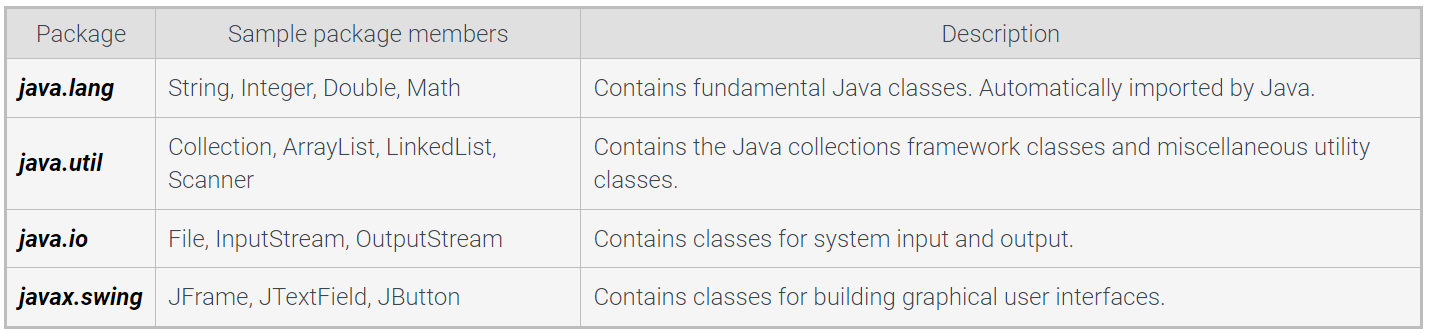 Package Sample package members Description
java.lang String, Integer, Double, Math Contains fundamental Java classes. Automatically imported by Java.
java.util Collection, ArrayList, LinkedList, Scanner Contains the Java collections framework classes and miscellaneous utility classes.
java.io File, InputStream, OutputStream Contains classes for system input and output.
javax.swing JFrame, JTextField, JButton Contains classes for building graphical user interfaces.